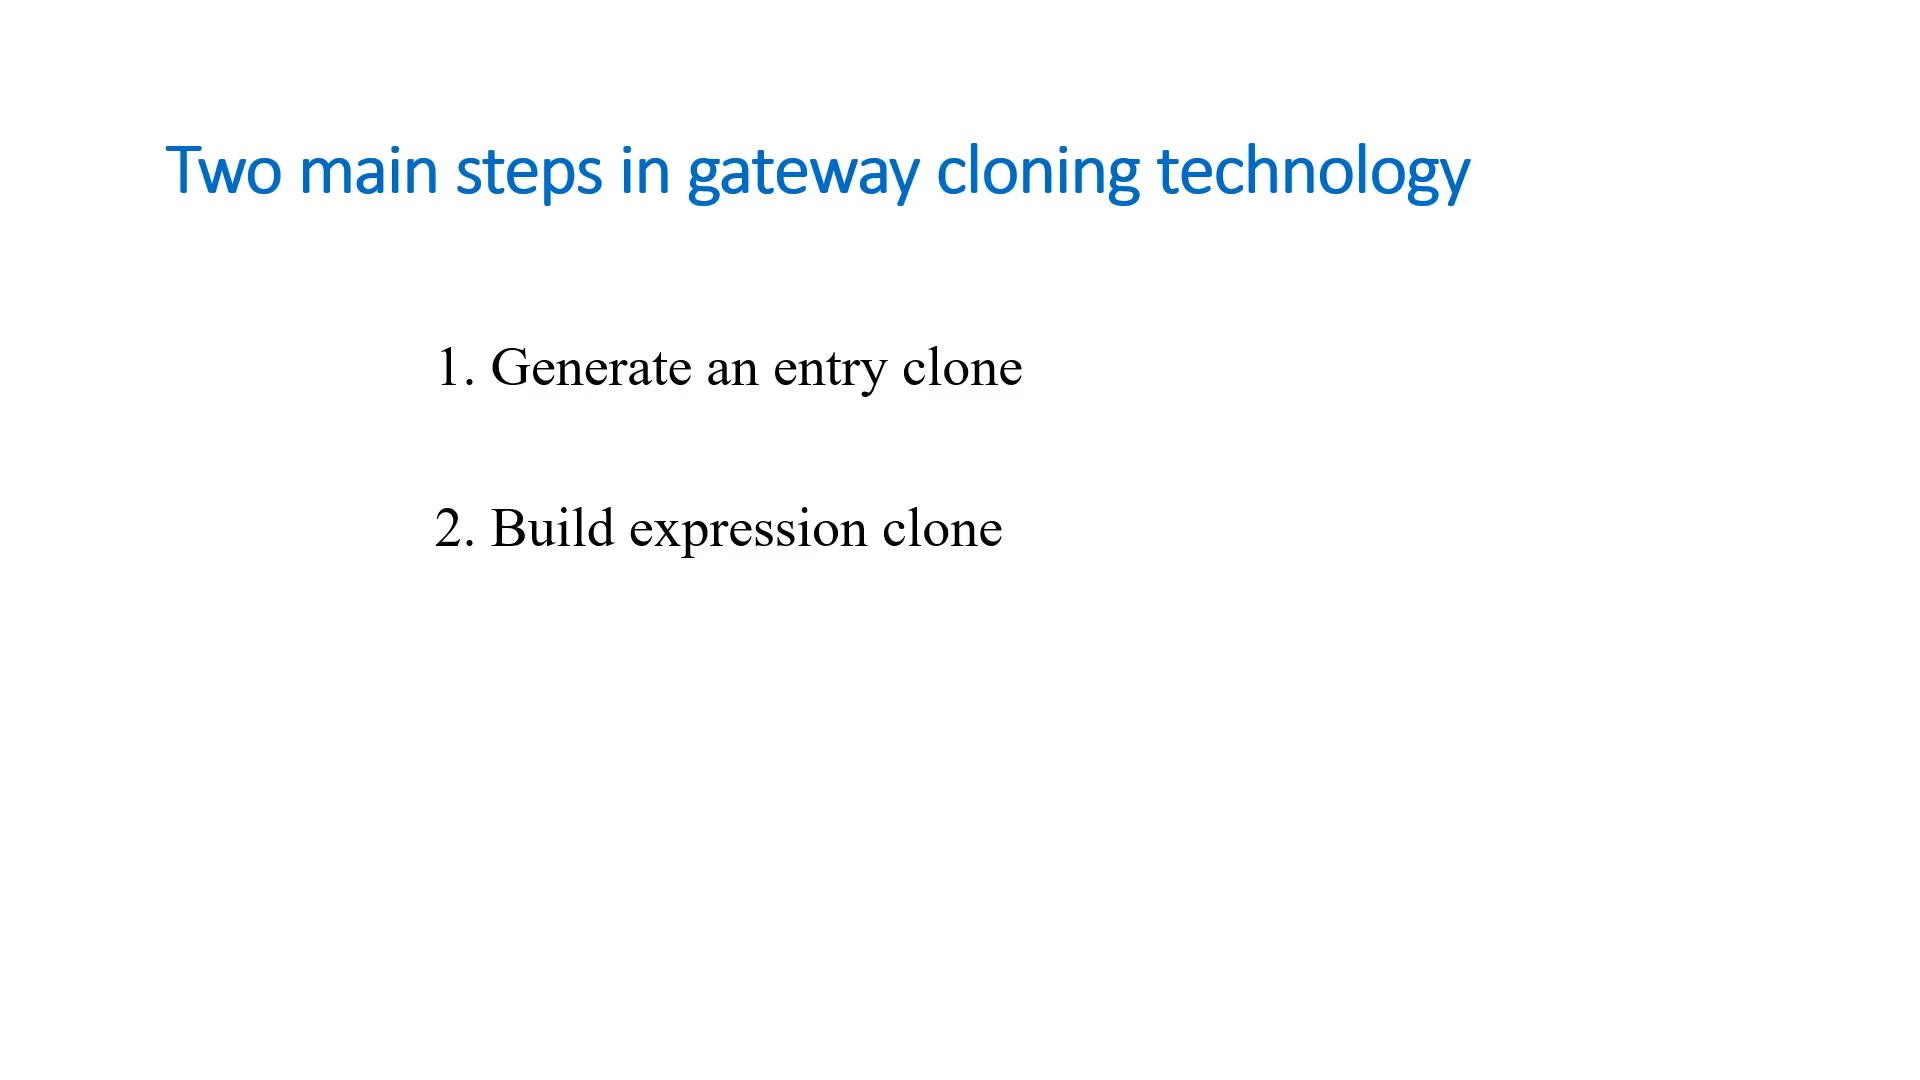 Two main steps in gateway cloning technology
1. Generate an entry clone
2. Build expression clone